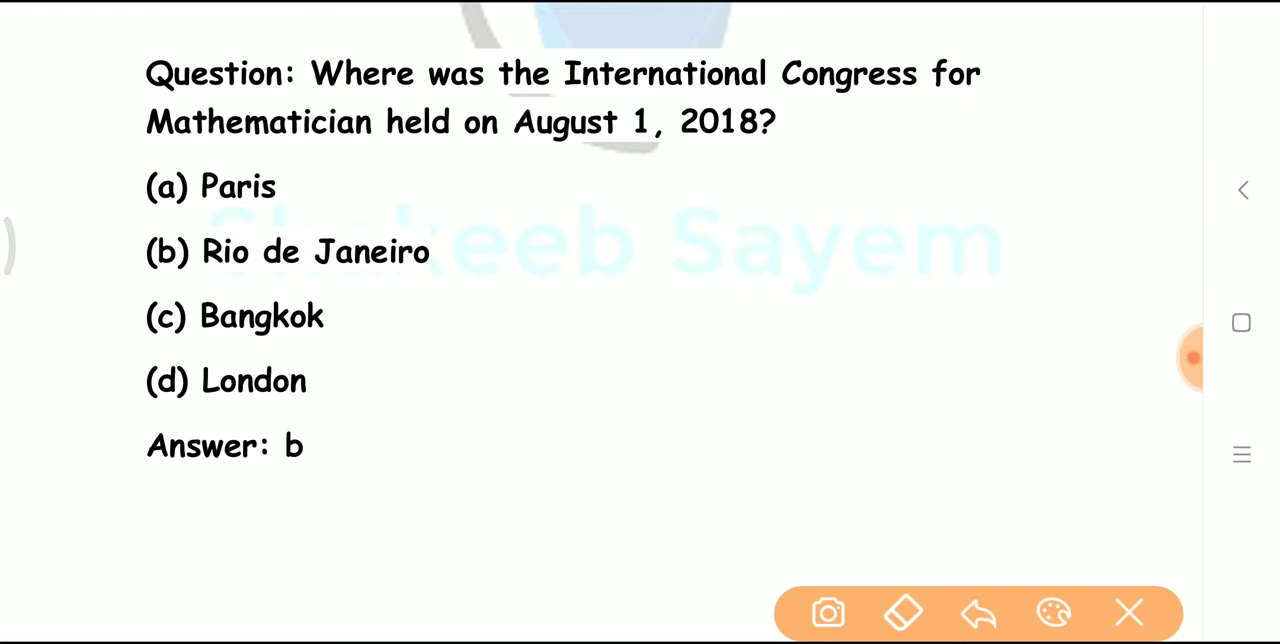 Question: Where was the International Congress for
Mathematician held on August 1, 2018?
(a) Paris
(b) Rio de Janeiro
(c) Bangkok
(d) London
Answer: b
Shakeeb Sayem